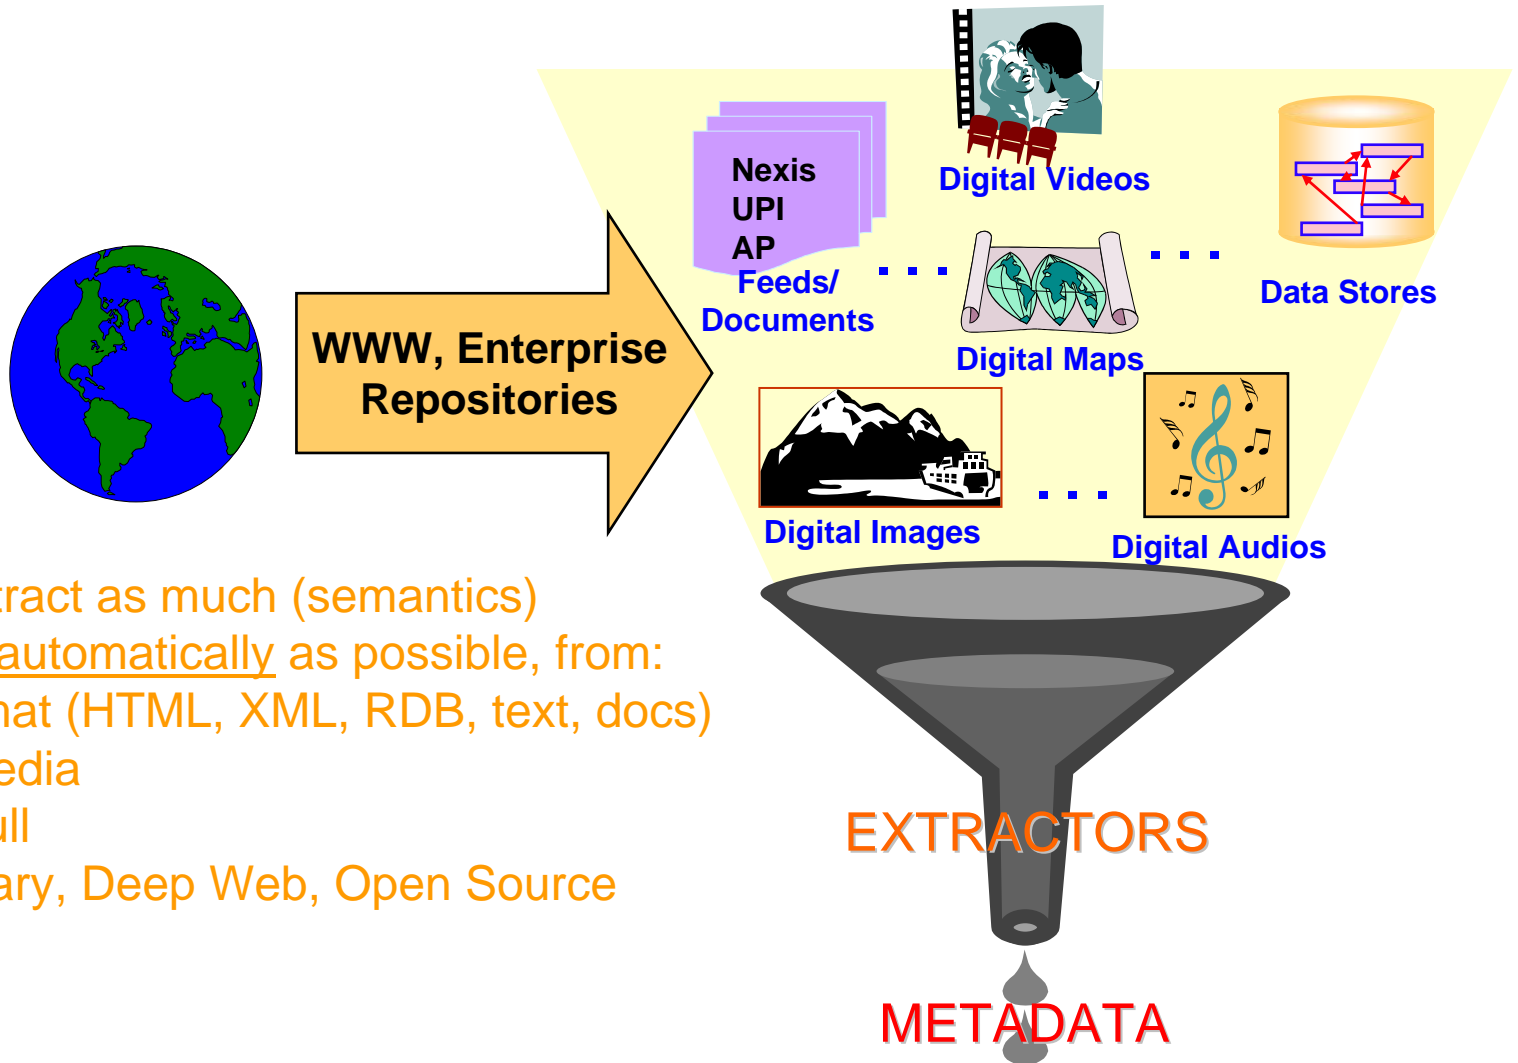 Nexis
UPI
AP
Feeds/
Documents
Digital Videos
Data Stores
Digital Maps
WWW, Enterprise
Repositories
Digital Images
Digital Audios
tract as much (semantics)
automatically as possible, from:
nat (HTML, XML, RDB, text, docs)
edia
ull
ary, Deep Web, Open Source
EXTRACTORS
METADATA